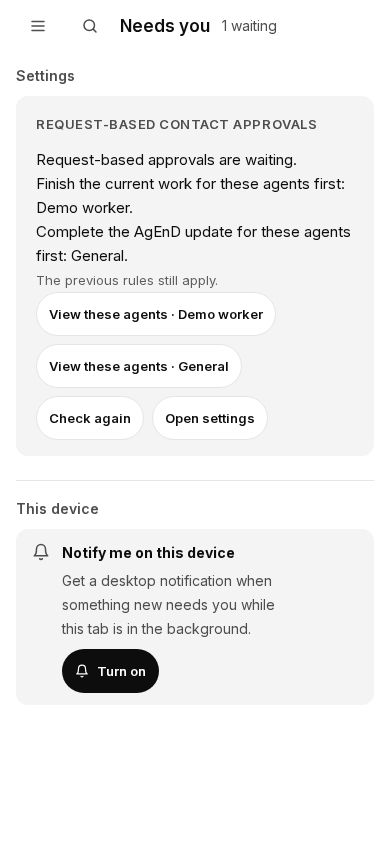 Needs you 1 waiting
Settings
REQUEST-BASED CONTACT APPROVALS
Request-based approvals are waiting.
Finish the current work for these agents first:
Demo worker.
Complete the AgEnD update for these agents
first: General.
The previous rules still apply.
View these agents · Demo worker
View these agents · General
Check again Open settings
This device
Notify me on this device
Get a desktop notification when
something new needs you while
this tab is in the background.
Turn on